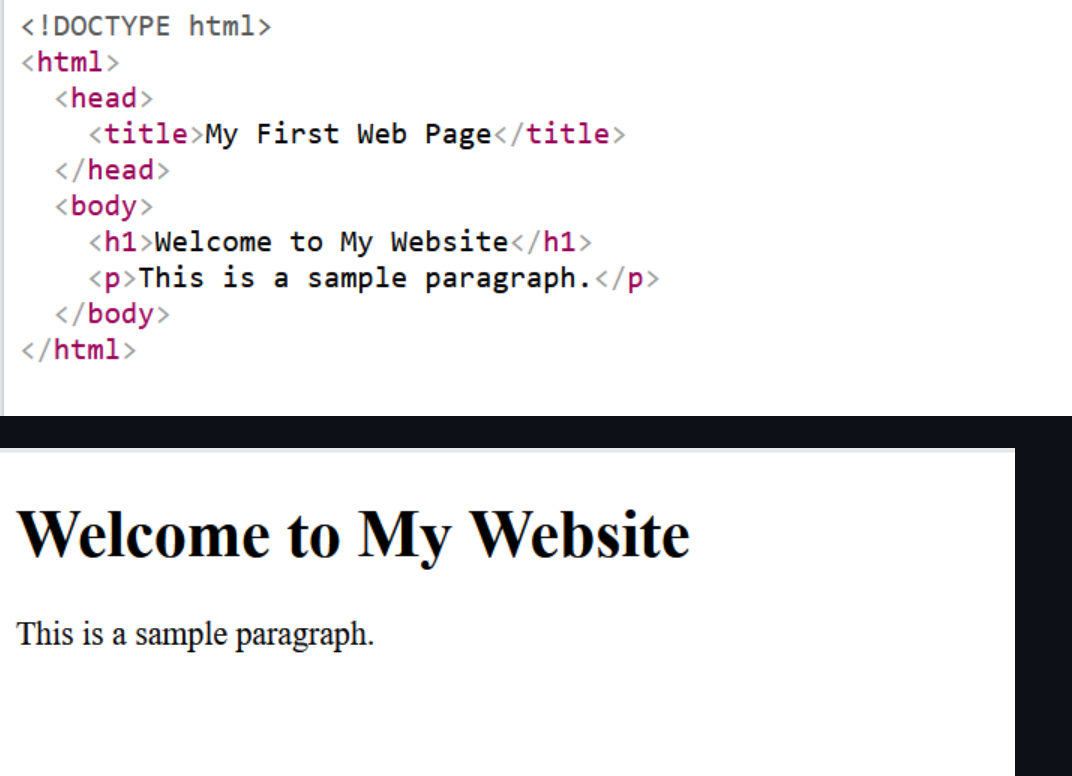 <!DOCTYPE html>
<html>
  <head>
    <title>My First Web Page</title>
  </head>
  <body>
    <h1>Welcome to My Website</h1>
    <p>This is a sample paragraph.</p>
  </body>
</html>
Welcome to My Website
This is a sample paragraph.